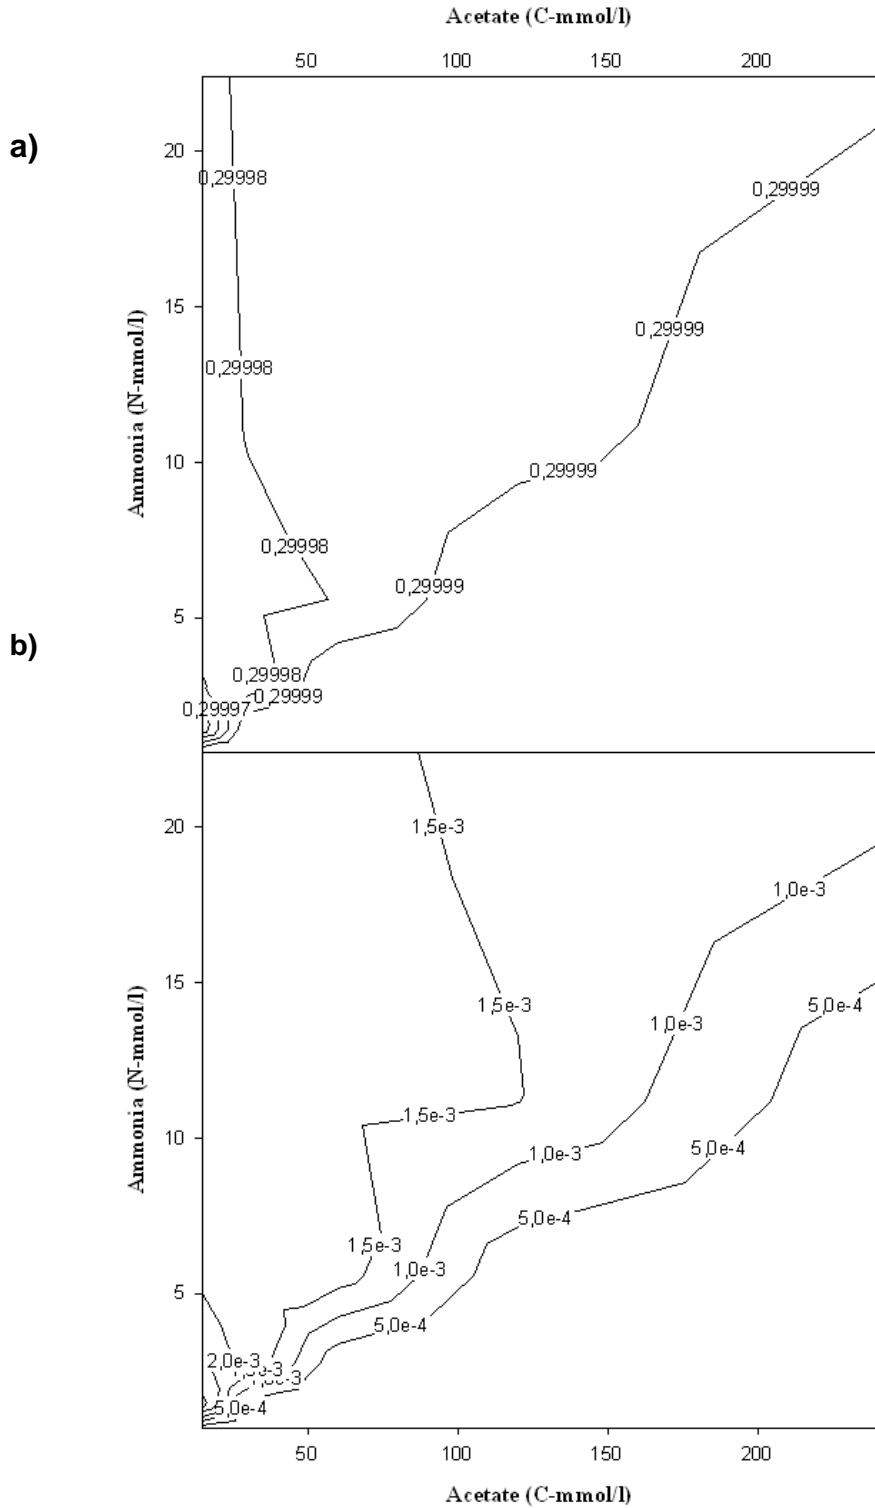 Acetate (C-mmol/l)
50 100 150 200
a)
20
0,29998
0,29999
15
0,29999
0,29998
Ammonia (N-mmol/l)
10
0,29999
0,29998
0,29999
5
b)
0,29998
0,29999
0,29997
20
1,5e-3
1,0e-3
15
1,5e-3
5,0e-4
1,0e-3
Ammonia (N-mmol/l)
10
1,5e-3
1,0e-3
5,0e-4
5,0e-4
1,5e-3
1,0e-3
5
5,0e-4
2,0e-3
5,0e-4
50 100 150 200
Acetate (C-mmol/l)